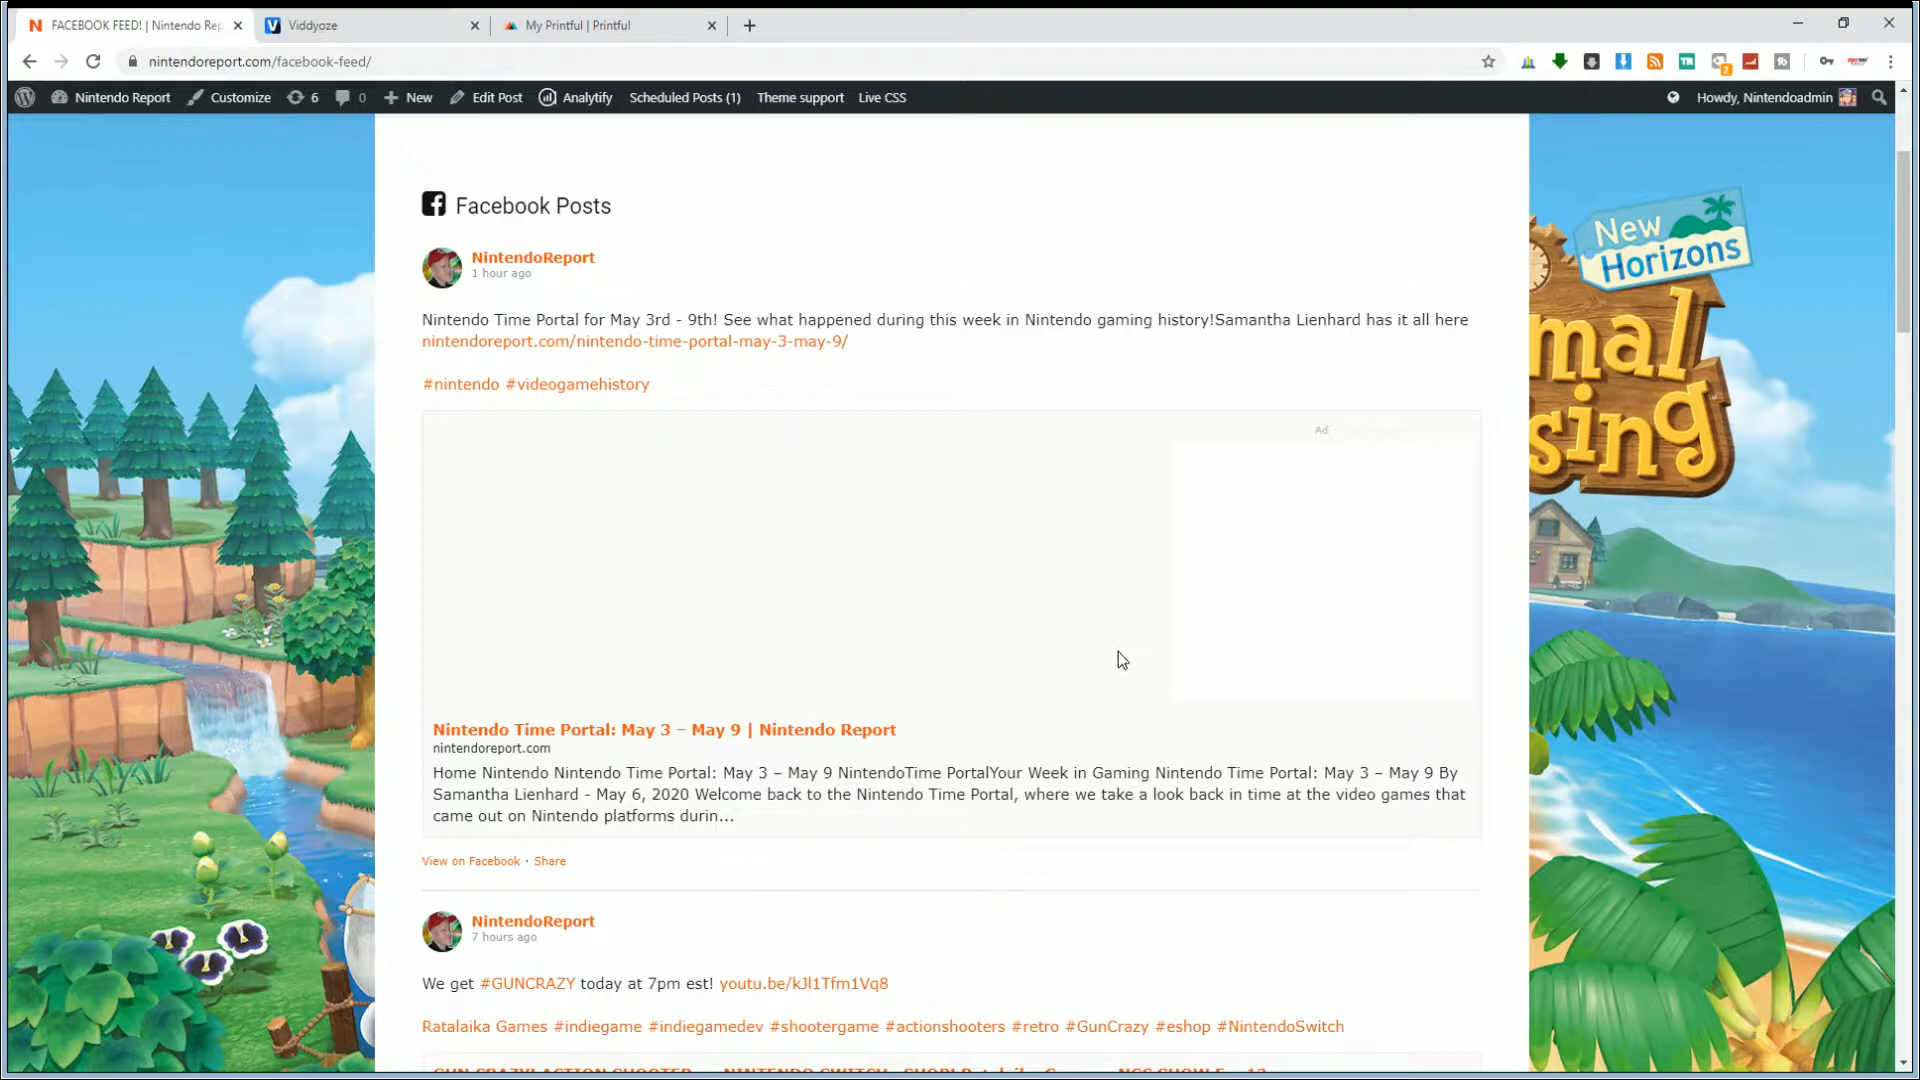 FACEBOOK FEED! | Nintendo Rep
Viddyoze
My Printful | Printful
nintendoreport.com/facebook-feed/
Nintendo Report
Customize
6
0
New
Edit Post
Analytify
Scheduled Posts (1)
Theme support
Live CSS
Howdy, Nintendoadmin
Facebook Posts
NintendoReport
1 hour ago
Nintendo Time Portal for May 3rd - 9th! See what happened during this week in Nintendo gaming history!Samantha Lienhard has it all here
nintendoreport.com/nintendo-time-portal-may-3-may-9/
#nintendo #videogamehistory
Ad
Nintendo Time Portal: May 3 – May 9 | Nintendo Report
nintendoreport.com
Home Nintendo Nintendo Time Portal: May 3 – May 9 NintendoTime PortalYour Week in Gaming Nintendo Time Portal: May 3 – May 9 By
Samantha Lienhard - May 6, 2020 Welcome back to the Nintendo Time Portal, where we take a look back in time at the video games that
came out on Nintendo platforms durin...
View on Facebook · Share
NintendoReport
7 hours ago
We get #GUNCRAZY today at 7pm est! youtu.be/kJl1Tfm1Vq8
Ratalaika Games #indiegame #indiegamedev #shootergame #actionshooters #retro #GunCrazy #eshop #NintendoSwitch
New
Horizons
mal
sing